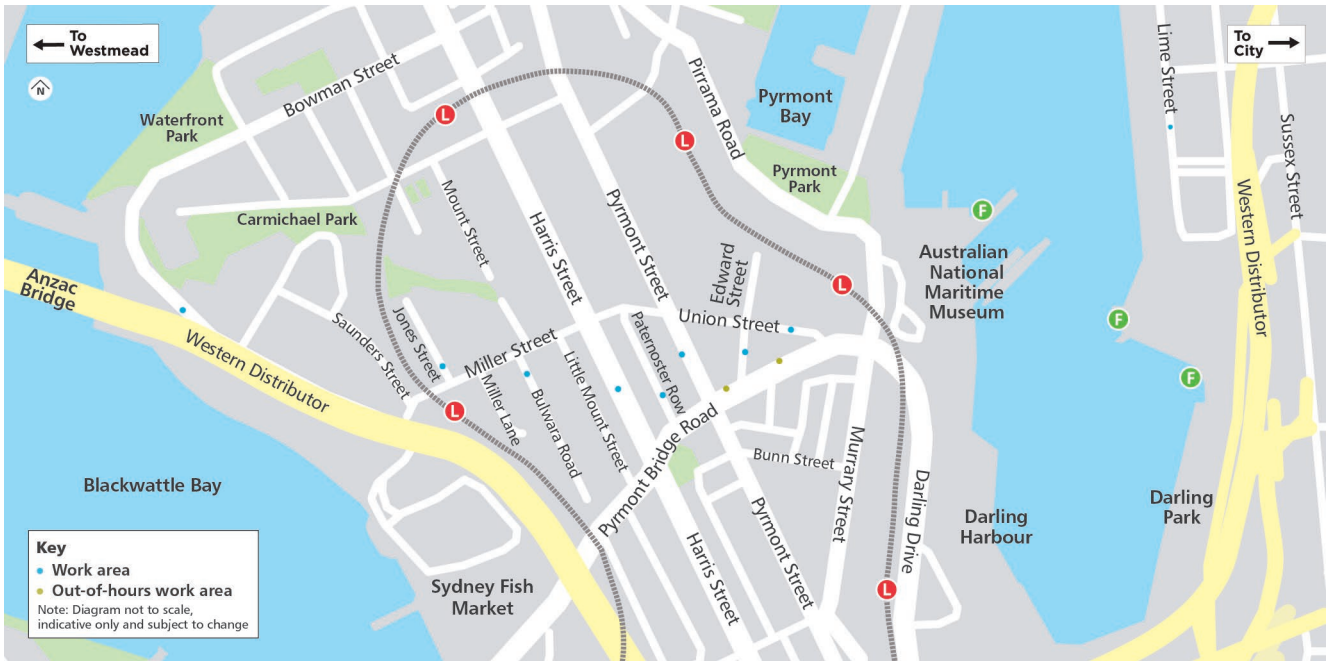 To
Westmead
N
Bowman Street
Waterfront
Park
Carmichael Park
Anzac
Bridge
Western Distributor
Saunders Street
Jones Street
Miller Street
Miller Lane
Mount Street
Bulwara Road
Little Mount Street
Harris Street
Pyrmont Street
Paternoster Row
Pyrmont Bridge Road
Union Street
Edward
Street
Pirrama Road
Pyrmont
Bay
Pyrmont
Park
L
L
L
L
L
Australian
National
Maritime
Museum
F
F
F
Bunn Street
Murrary Street
Darling Drive
Harris Street
Pyrmont Street
Darling
Harbour
Darling
Park
Lime Street
Sussex Street
Western Distributor
To
City
Blackwattle Bay
Sydney Fish
Market
Key
Work area
Out-of-hours work area
Note: Diagram not to scale,
indicative only and subject to change